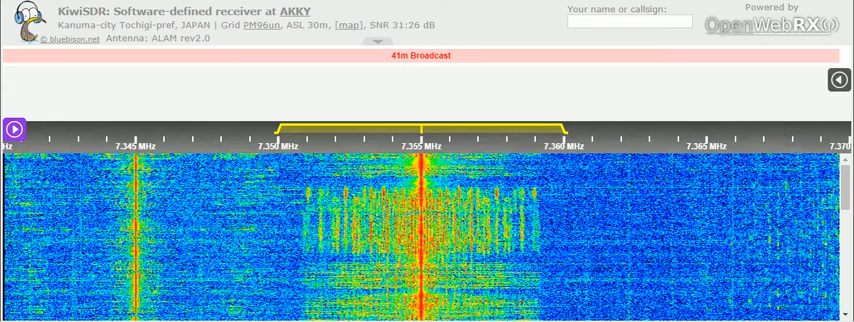 KiwiSDR: Software-defined receiver at AKKY
Kanuma-city Tochigi-pref, JAPAN | Grid PM96un, ASL 30m, [map], SNR 31:26 dB
© bluebison.net Antenna: ALAM rev2.0
Your name or callsign:
Powered by
OpenWebRX
41m Broadcast
Hz 7.345 MHz 7.350 MHz 7.355 MHz 7.360 MHz 7.365 MHz 7.370